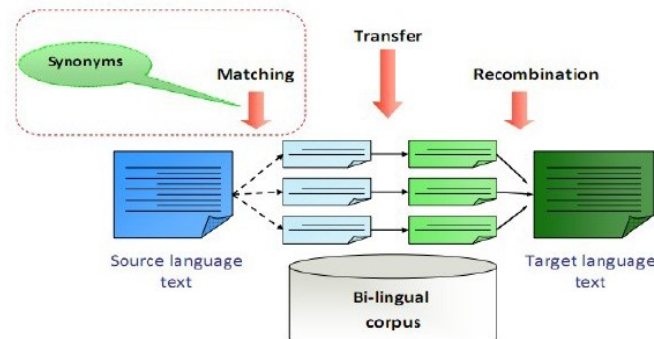 Transfer
Synonyms
Matching
Recombination
Source language
text
Target language
text
Bi-lingual
corpus